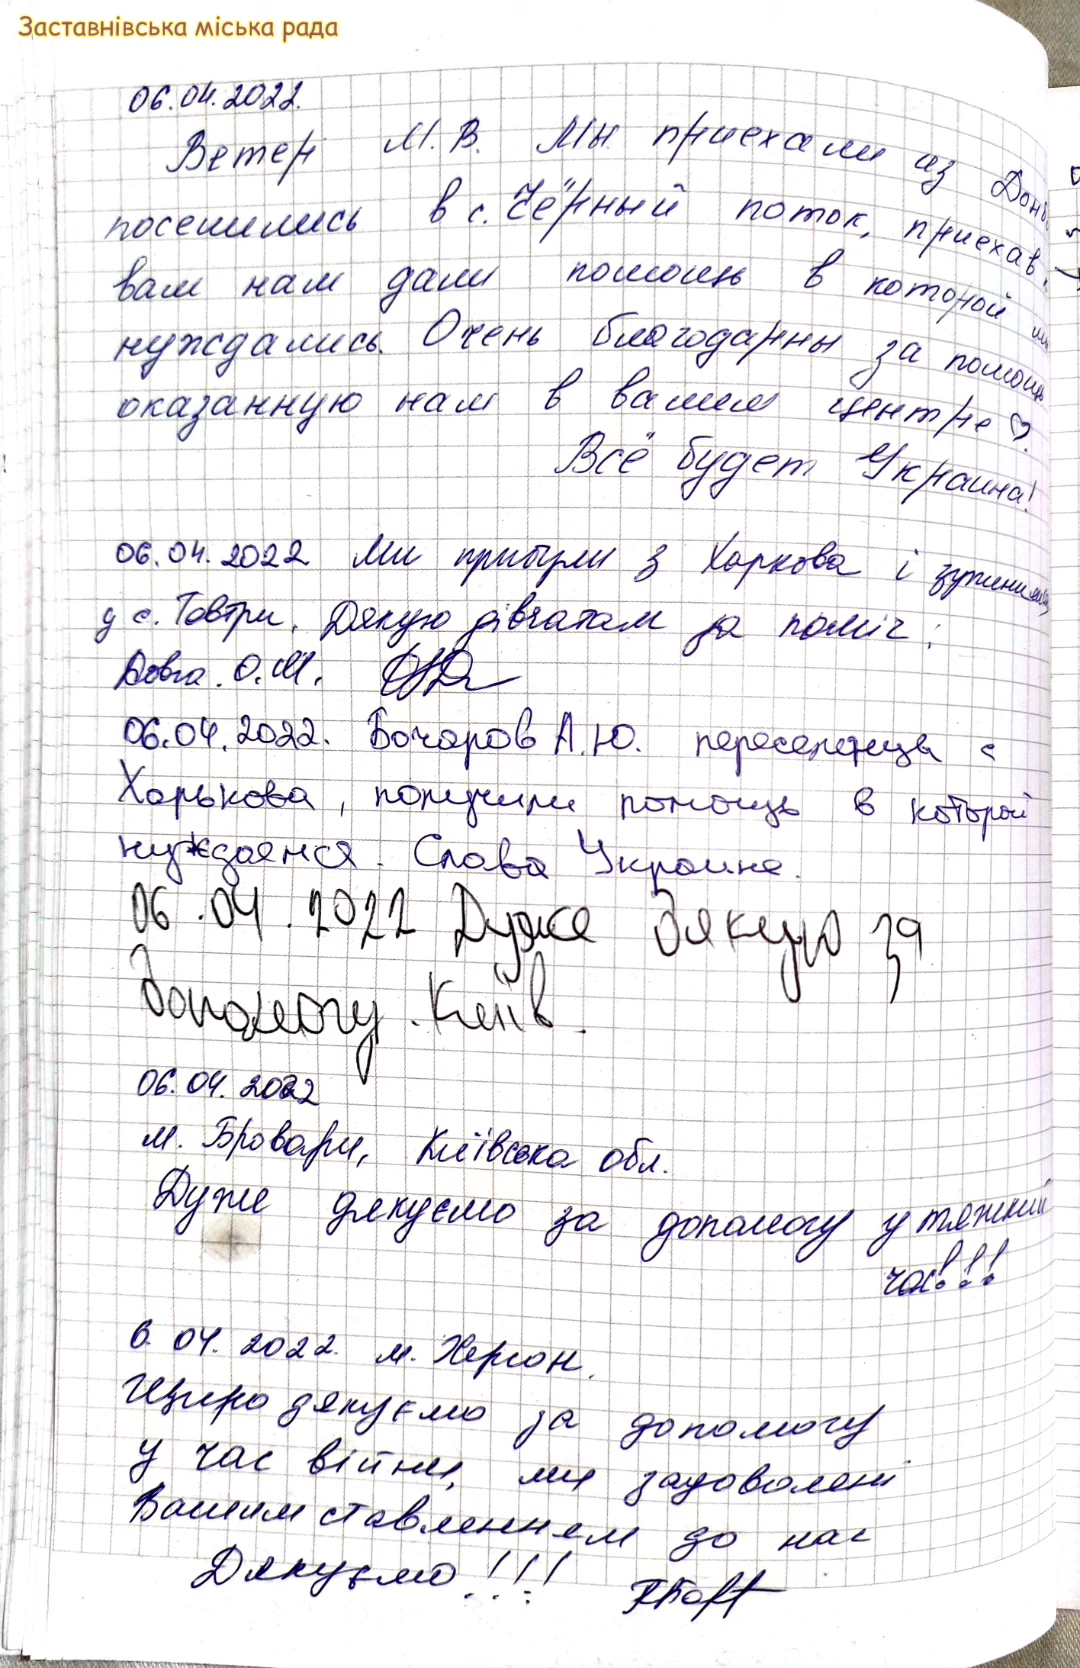 Заставнівська міська рада
06.04.2022.
Ветер М.В. Мы приехали из
поселились в с. Чёрный поток, приехав к
вам нам дали помощь в которой мы
нуждались. Очень благодарны за помощь
оказанную нам в вашем центре ♡.
Всё будет Украина!
06.04.2022 Ми прибули з Харкова і зупинились
у с. Товтри. Дякую дівчатам за поміч;
Довга. О.М.
06.04.2022. Бочаров А.Ю. переселенцы с
Харькова, получили помощь в которой
нуждаемся. Слава Украине.
06.04.2022 Дуже дякую за
допомогу. Київ.
06.04.2022
м. Бровари, Київська обл.
Дуже дякуємо за допомогу у тяжкий
час!!!
6.04.2022. м. Херсон.
Щиро дякуємо за допомогу
у час війни, ми задоволені
Вашим ставленням до нас
Дякуємо!!!